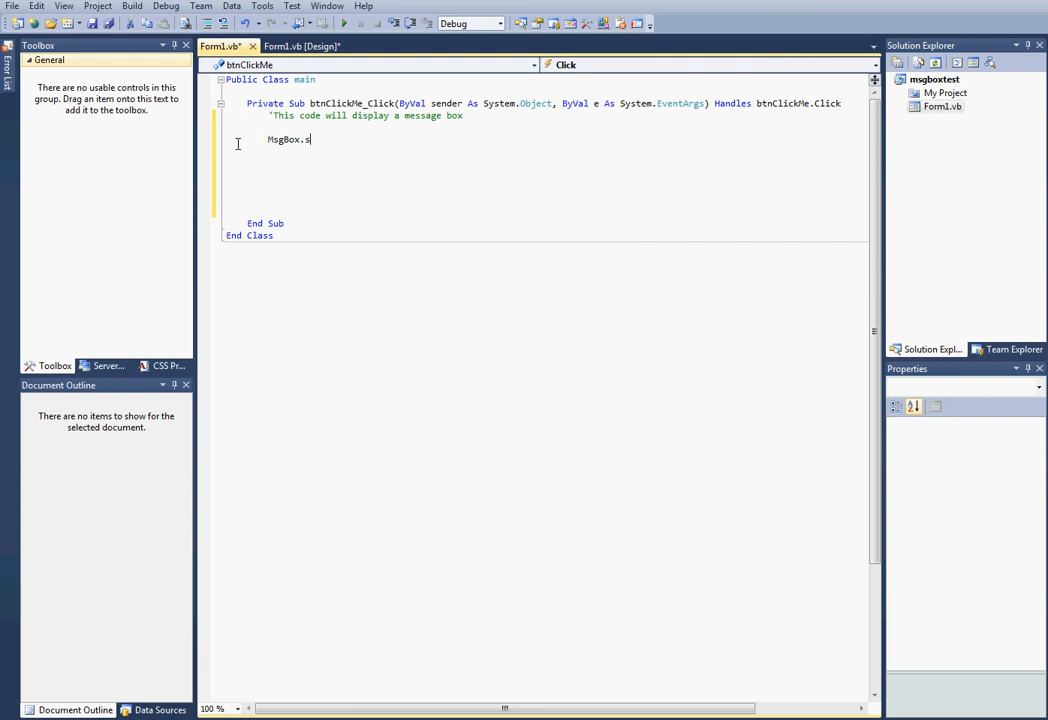 File Edit View Project Build Debug Team Data Tools Test Window Help
Debug
Error List
Toolbox
General
There are no usable controls in this
group. Drag an item onto this text to
add it to the toolbox.
Toolbox Server... CSS Pr...
Document Outline
There are no items to show for the
selected document.
Document Outline Data Sources
Form1.vb* Form1.vb [Design]*
btnClickMe Click
Public Class main
Private Sub btnClickMe_Click(ByVal sender As System.Object, ByVal e As System.EventArgs) Handles btnClickMe.Click
'This code will display a message box
MsgBox.s
End Sub
End Class
100 %
Solution Explorer
msgboxtest
My Project
Form1.vb
Solution Expl... Team Explorer
Properties